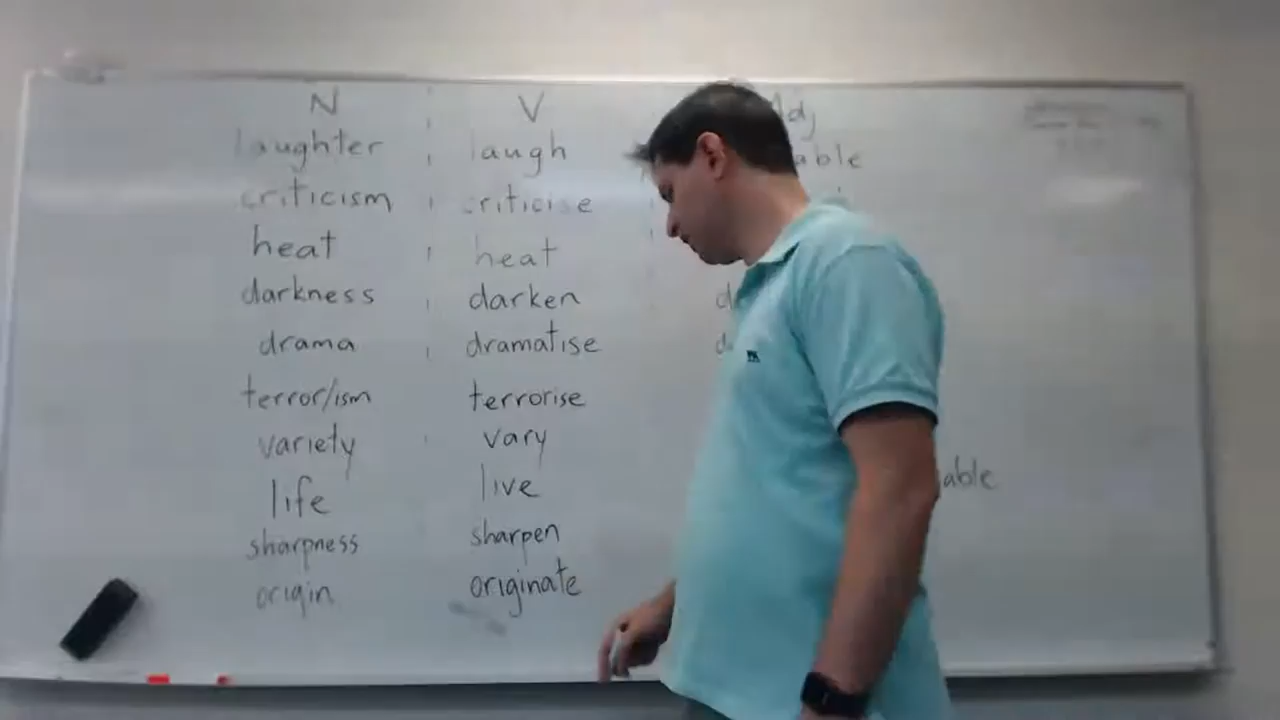 N V Adj
laughter laugh able
criticism criticise
heat heat
darkness darken d
drama dramatise d
terror/ism terrorise
variety vary
life live able
sharpness sharpen
origin originate